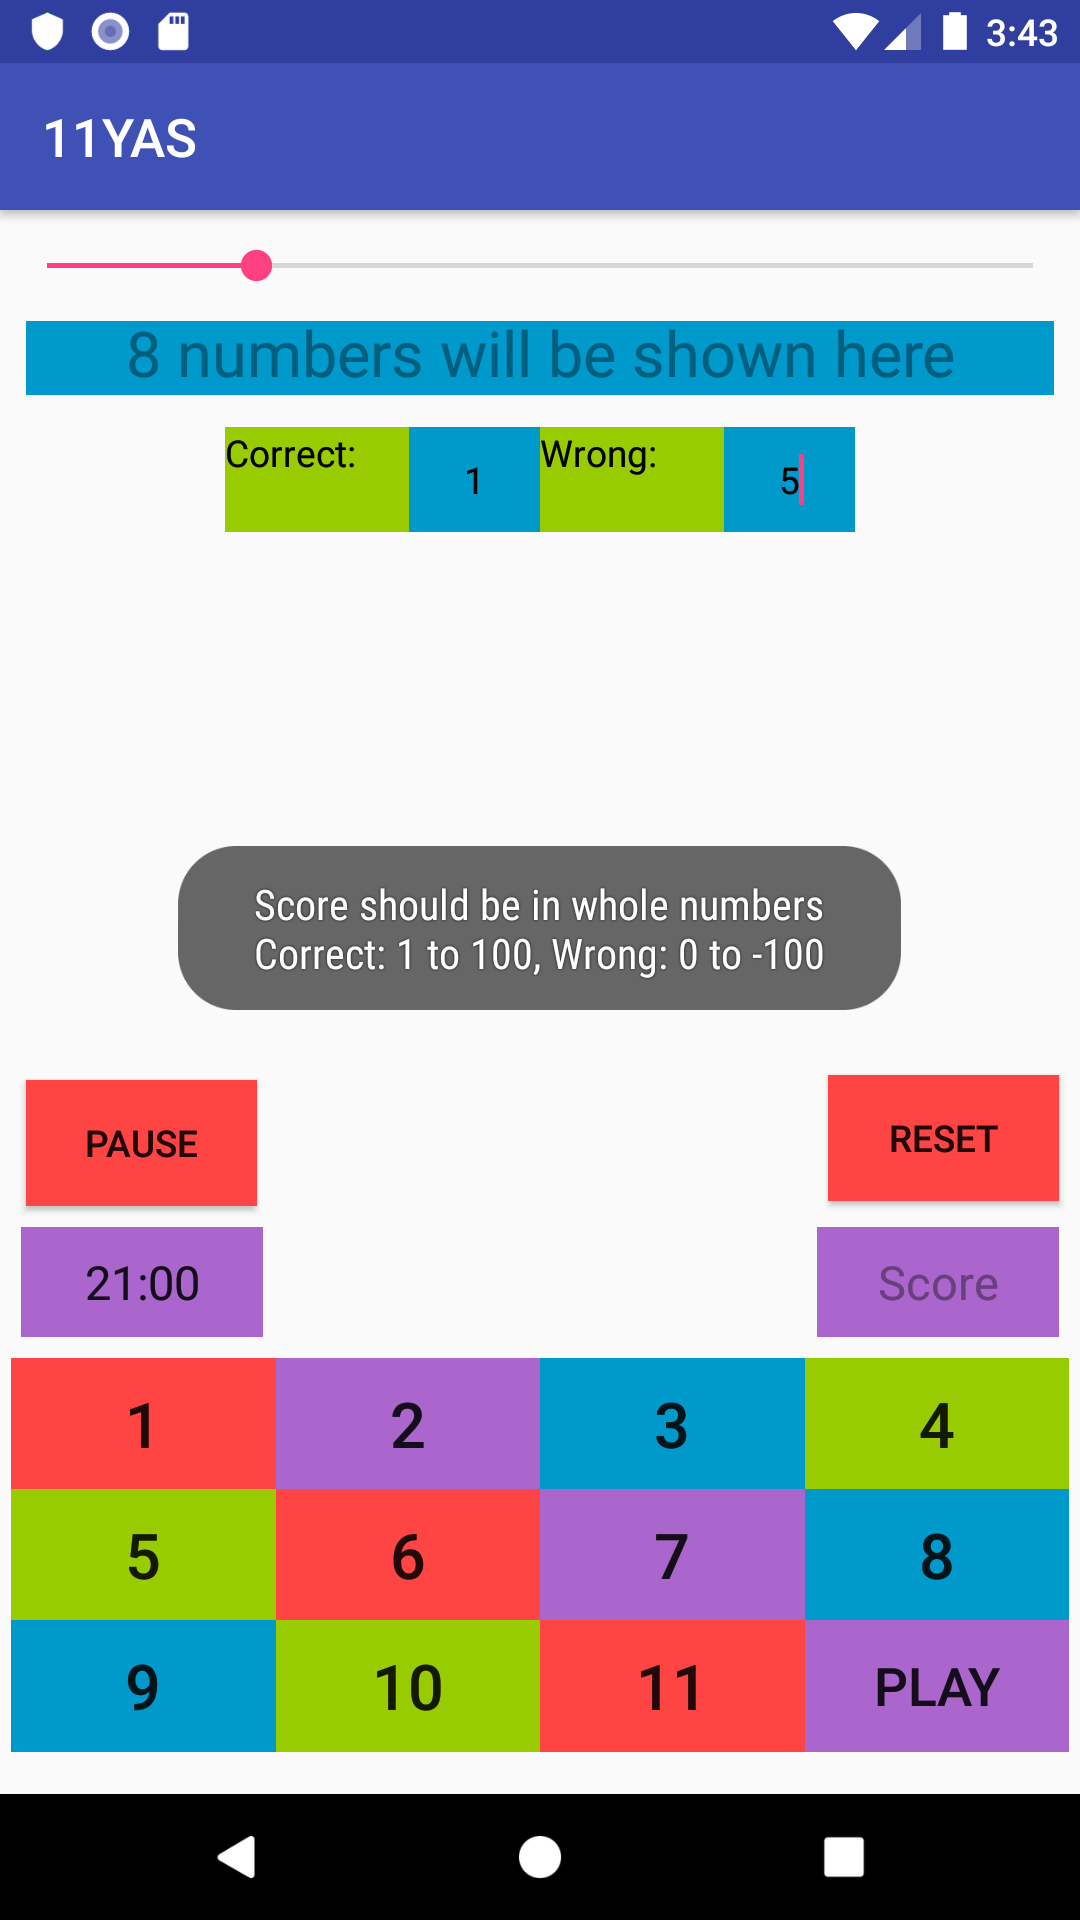 3:43
11YAS
8 numbers will be shown here
Correct: 1 Wrong: 5
Score should be in whole numbers
Correct: 1 to 100, Wrong: 0 to -100
PAUSE RESET
21:00 Score
1 2 3 4
5 6 7 8
9 10 11 PLAY